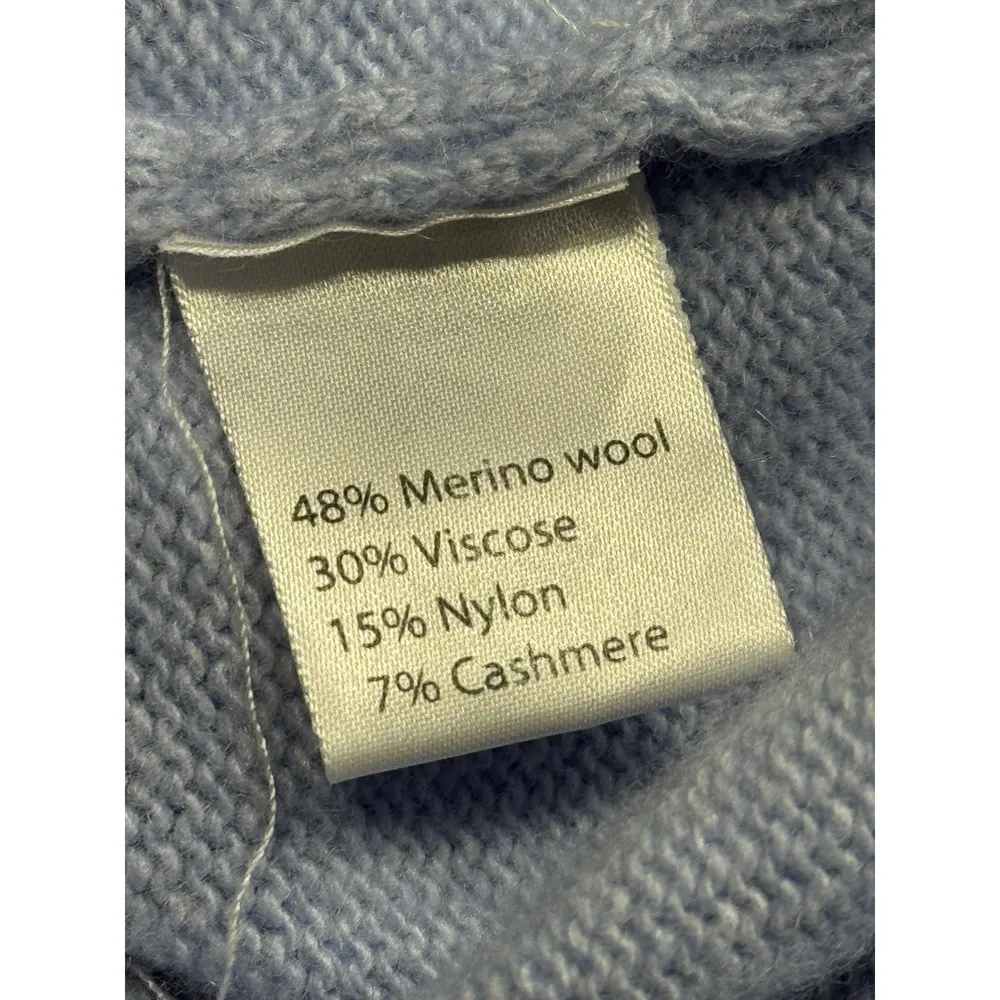 48% Merino wool
30% Viscose
15% Nylon
7% Cashmere